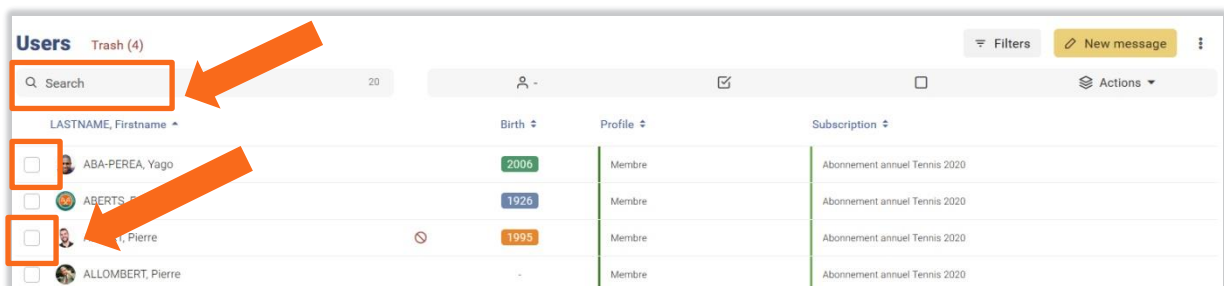 Users Trash (4) Filters New message
Search 20 - Actions
LASTNAME, Firstname Birth Profile Subscription
ABA-PEREA, Yago 2006 Membre Abonnement annuel Tennis 2020
ABERTS, 1926 Membre Abonnement annuel Tennis 2020
Pierre 1995 Membre Abonnement annuel Tennis 2020
ALLOMBERT, Pierre - Membre Abonnement annuel Tennis 2020